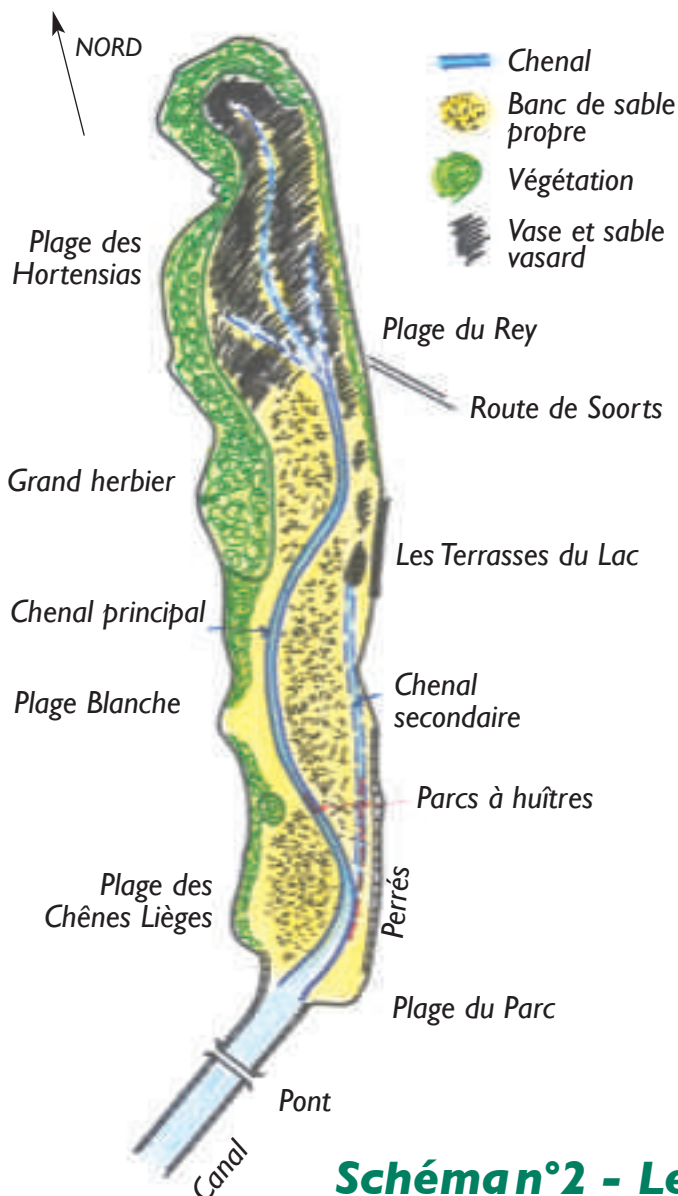 NORD
Chenal
Banc de sable
propre
Végétation
Vase et sable
vasard
Plage des
Hortensias
Plage du Rey
Route de Soorts
Grand herbier
Les Terrasses du Lac
Chenal principal
Chenal
secondaire
Plage Blanche
Parcs à huîtres
Plage des
Chênes Lièges
Perrés
Plage du Parc
Pont
Canal
Schéma n°2 - Le